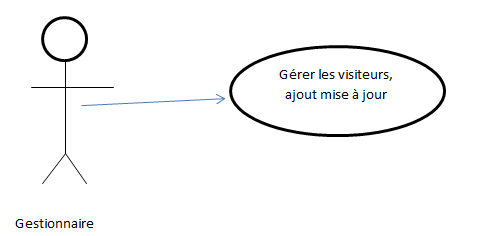 Gérer les visiteurs,
ajout mise à jour
Gestionnaire